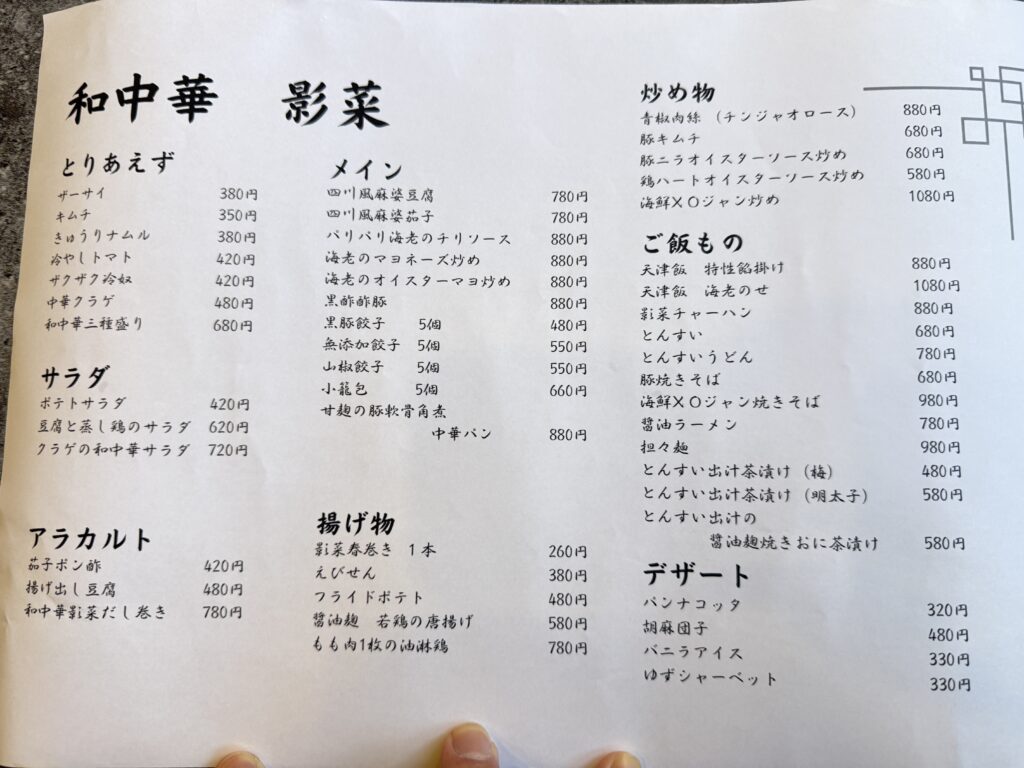 和中華 影菜
とりあえず
ザーサイ 380円
キムチ 350円
きゅうりナムル 380円
冷やしトマト 420円
ザクザク冷奴 420円
中華クラゲ 480円
和中華三種盛り 680円
サラダ
ポテトサラダ 420円
豆腐と蒸し鶏のサラダ 620円
クラゲの和中華サラダ 720円
アラカルト
茄子ポン酢 420円
揚げ出し豆腐 480円
和中華影菜だし巻き 780円
メイン
四川風麻婆豆腐 780円
四川風麻婆茄子 780円
パリパリ海老のチリソース 880円
海老のマヨネーズ炒め 880円
海老のオイスターマヨ炒め 880円
黒酢酢豚 880円
黒豚餃子 5個 480円
無添加餃子 5個 550円
山椒餃子 5個 550円
小籠包 5個 660円
甘麹の豚軟骨角煮
中華パン 880円
揚げ物
影菜春巻き 1本 260円
えびせん 380円
フライドポテト 480円
醤油麹 若鶏の唐揚げ 580円
もも肉1枚の油淋鶏 780円
炒め物
青椒肉絲 (チンジャオロース) 880円
豚キムチ 680円
豚ニラオイスターソース炒め 680円
鶏ハートオイスターソース炒め 580円
海鮮XOジャン炒め 1080円
ご飯もの
天津飯 特性餡掛け 880円
天津飯 海老のせ 1080円
影菜チャーハン 880円
とんすい 680円
とんすいうどん 780円
豚焼きそば 680円
海鮮XOジャン焼きそば 980円
醤油ラーメン 780円
担々麺 980円
とんすい出汁茶漬け (梅) 480円
とんすい出汁茶漬け (明太子) 580円
とんすい出汁の
醤油麹焼きおに茶漬け 580円
デザート
パンナコッタ 320円
胡麻団子 480円
バニラアイス 330円
ゆずシャーベット 330円